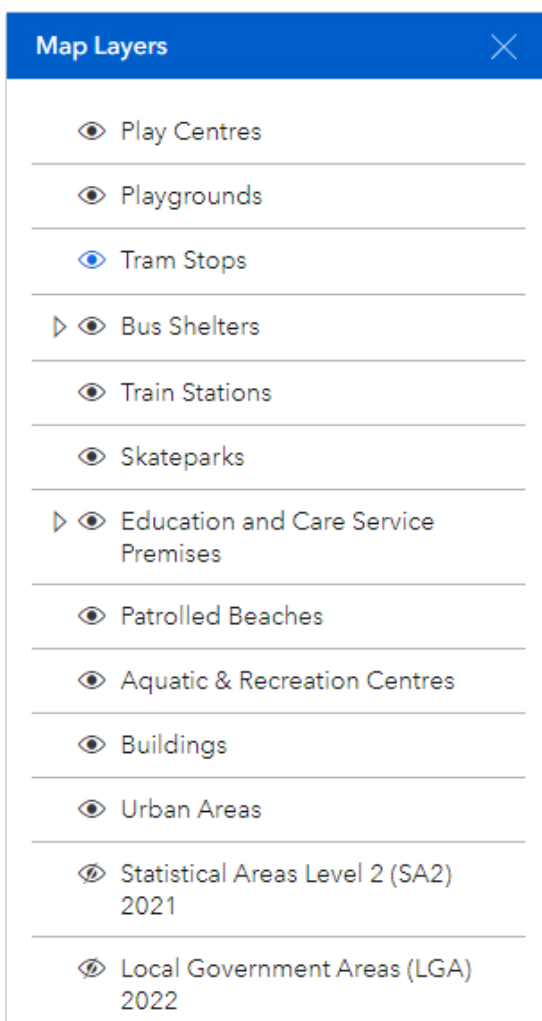 Map Layers
Play Centres
Playgrounds
Tram Stops
Bus Shelters
Train Stations
Skateparks
Education and Care Service
Premises
Patrolled Beaches
Aquatic & Recreation Centres
Buildings
Urban Areas
Statistical Areas Level 2 (SA2)
2021
Local Government Areas (LGA)
2022